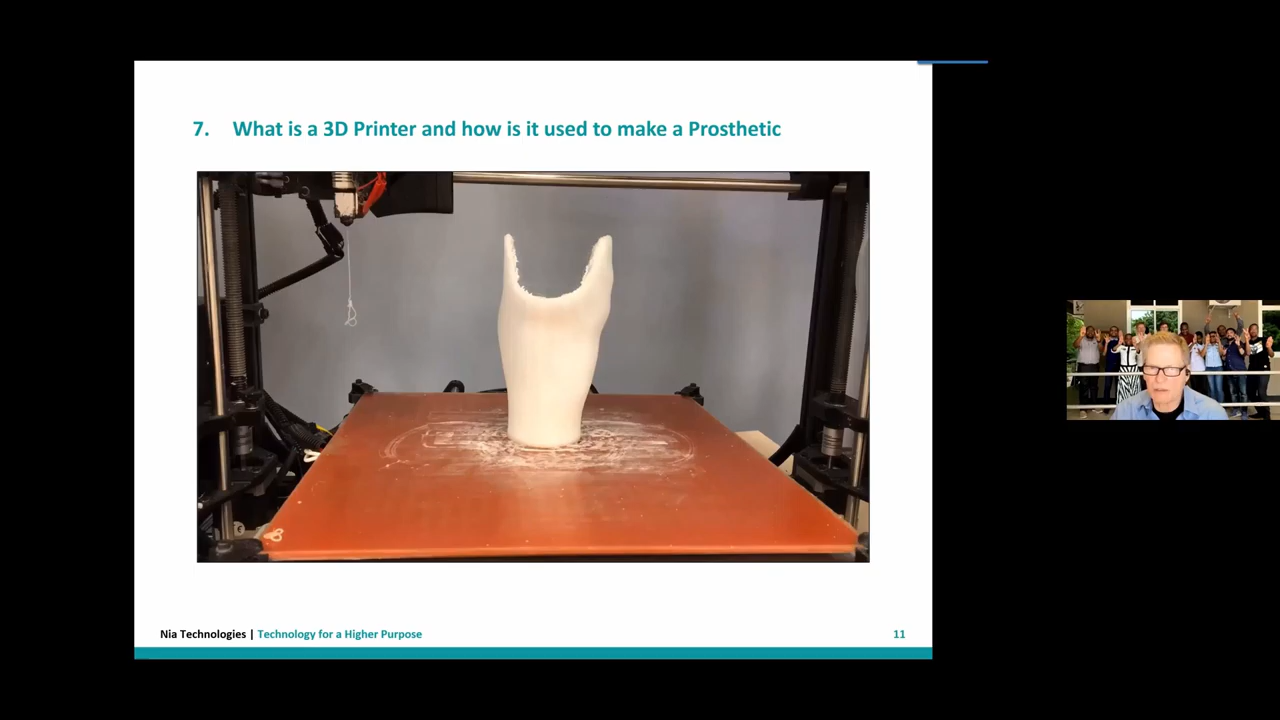 7. What is a 3D Printer and how is it used to make a Prosthetic
Nia Technologies | Technology for a Higher Purpose
11